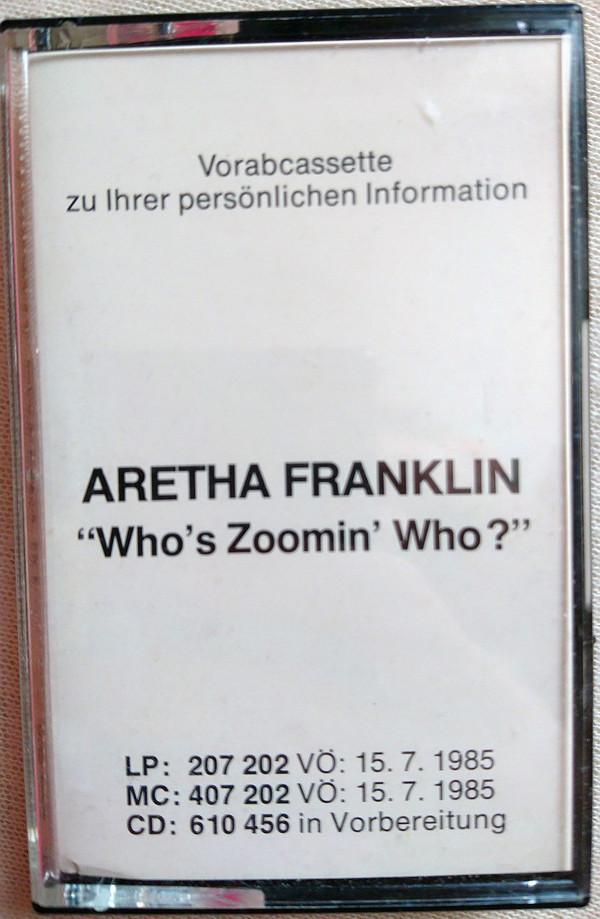 Vorabcassette
zu Ihrer persönlichen Information
ARETHA FRANKLIN
“Who’s Zoomin’ Who?”
LP: 207 202 VÖ: 15. 7. 1985
MC: 407 202 VÖ: 15. 7. 1985
CD: 610 456 in Vorbereitung